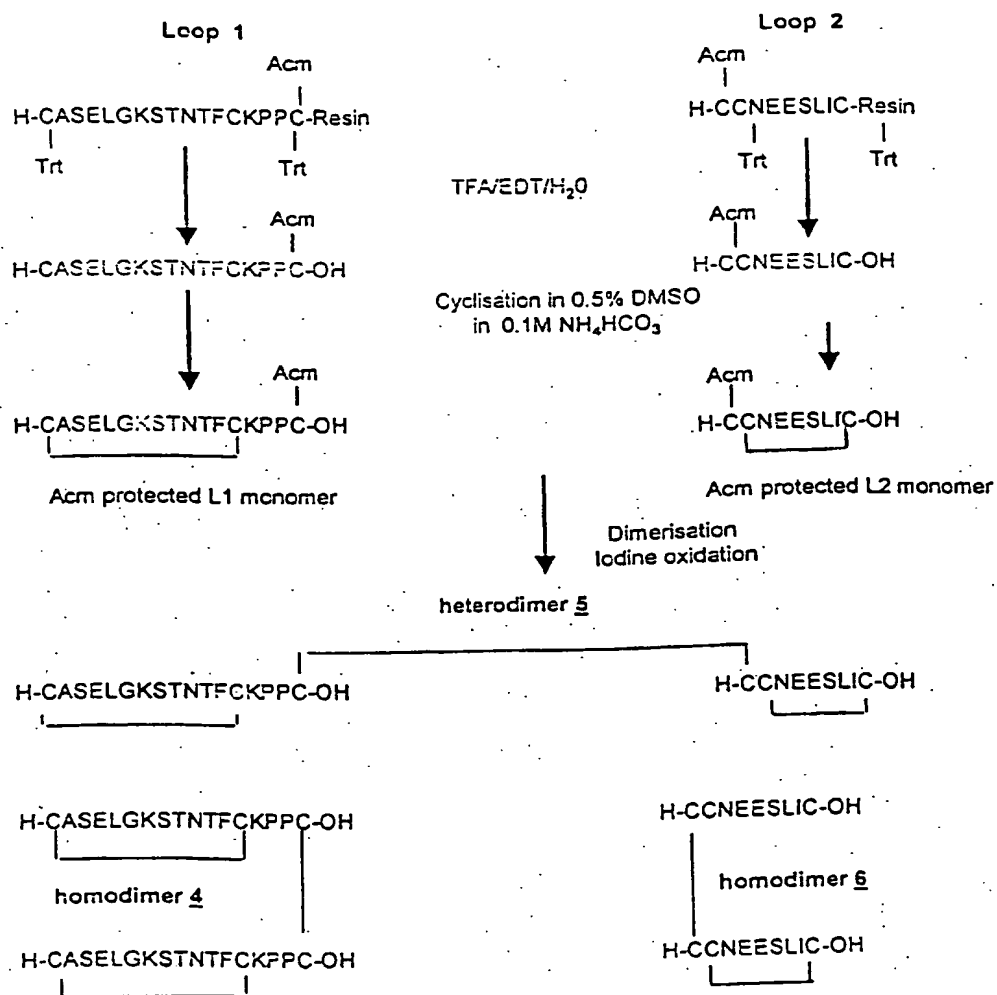 Loop 1
Loop 2
Acm
Acm
H-CASELGKSTNTFCKPPC-Resin
H-CCNEESLIC-Resin
Trt
Trt
Trt
Trt
TFA/EDT/H₂0
Acm
Acm
H-CASELGKSTNTFCKPPC-OH
H-CCNEESLIC-OH
Cyclisation in 0.5% DMSO
in 0.1M NH₄HCO₃
Acm
Acm
H-CASELGKSTNTFCKPPC-OH
H-CCNEESLIC-OH
Acm protected L1 monomer
Acm protected L2 monomer
Dimerisation
Iodine oxidation
heterodimer 5
H-CASELGKSTNTFCKPPC-OH
H-CCNEESLIC-OH
H-CASELGKSTNTFCKPPC-OH
H-CCNEESLIC-OH
homodimer 4
homodimer 6
H-CASELGKSTNTFCKPPC-OH
H-CCNEESLIC-OH